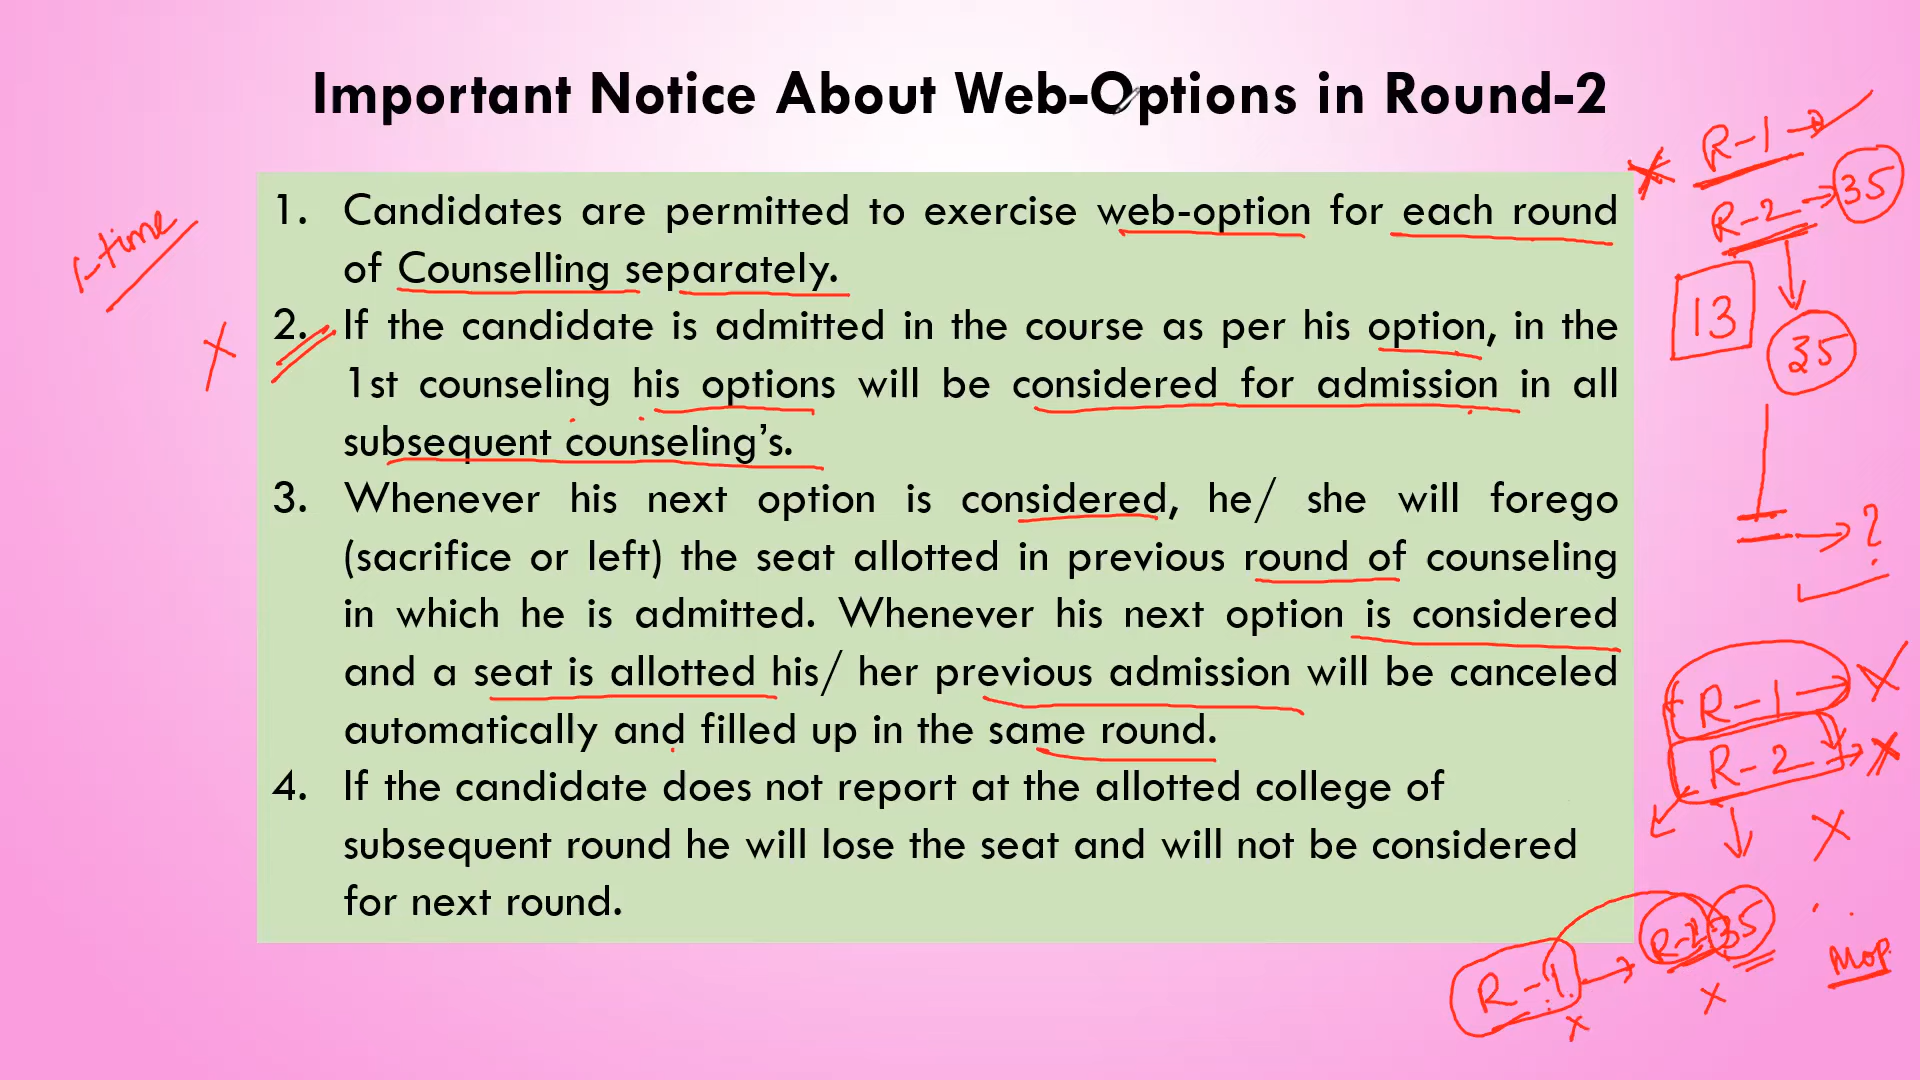 Important Notice About Web-Options in Round-2
1. Candidates are permitted to exercise web-option for each round
of Counselling separately.
2. If the candidate is admitted in the course as per his option, in the
1st counseling his options will be considered for admission in all
subsequent counseling's.
3. Whenever his next option is considered, he/ she will forego
(sacrifice or left) the seat allotted in previous round of counseling
in which he is admitted. Whenever his next option is considered
and a seat is allotted his/ her previous admission will be canceled
automatically and filled up in the same round.
4. If the candidate does not report at the allotted college of
subsequent round he will lose the seat and will not be considered
for next round.
1-time
R-1
R-2 35
13
35
?
R-1
R-2
R-1
R-2 35
Mop